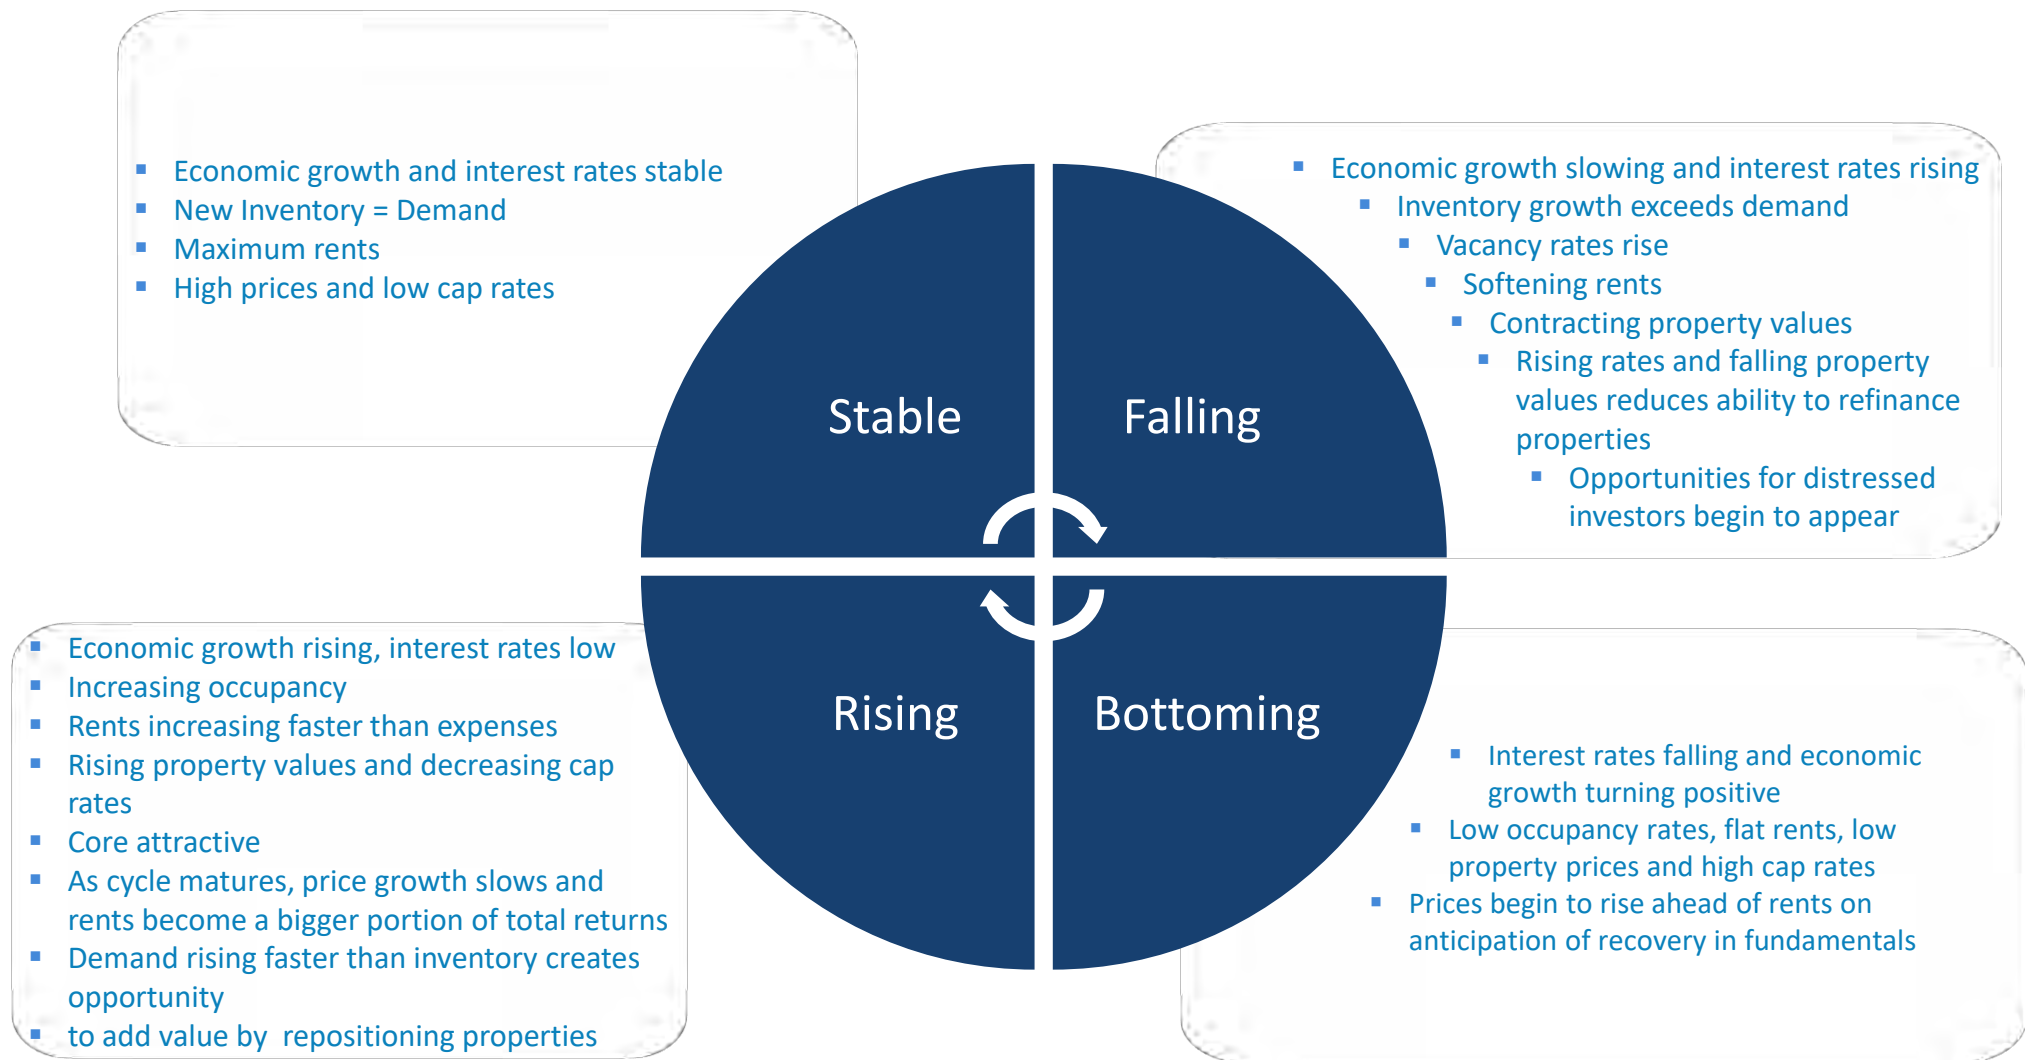 ▪ Economic growth and interest rates stable
▪ New Inventory = Demand
▪ Maximum rents
▪ High prices and low cap rates
▪ Economic growth slowing and interest rates rising
▪ Inventory growth exceeds demand
▪ Vacancy rates rise
▪ Softening rents
▪ Contracting property values
▪ Rising rates and falling property
values reduces ability to refinance
properties
▪ Opportunities for distressed
investors begin to appear
Stable
Falling
Rising
Bottoming
▪ Economic growth rising, interest rates low
▪ Increasing occupancy
▪ Rents increasing faster than expenses
▪ Rising property values and decreasing cap
rates
▪ Core attractive
▪ As cycle matures, price growth slows and
rents become a bigger portion of total returns
▪ Demand rising faster than inventory creates
opportunity
▪ to add value by repositioning properties
▪ Interest rates falling and economic
growth turning positive
▪ Low occupancy rates, flat rents, low
property prices and high cap rates
▪ Prices begin to rise ahead of rents on
anticipation of recovery in fundamentals